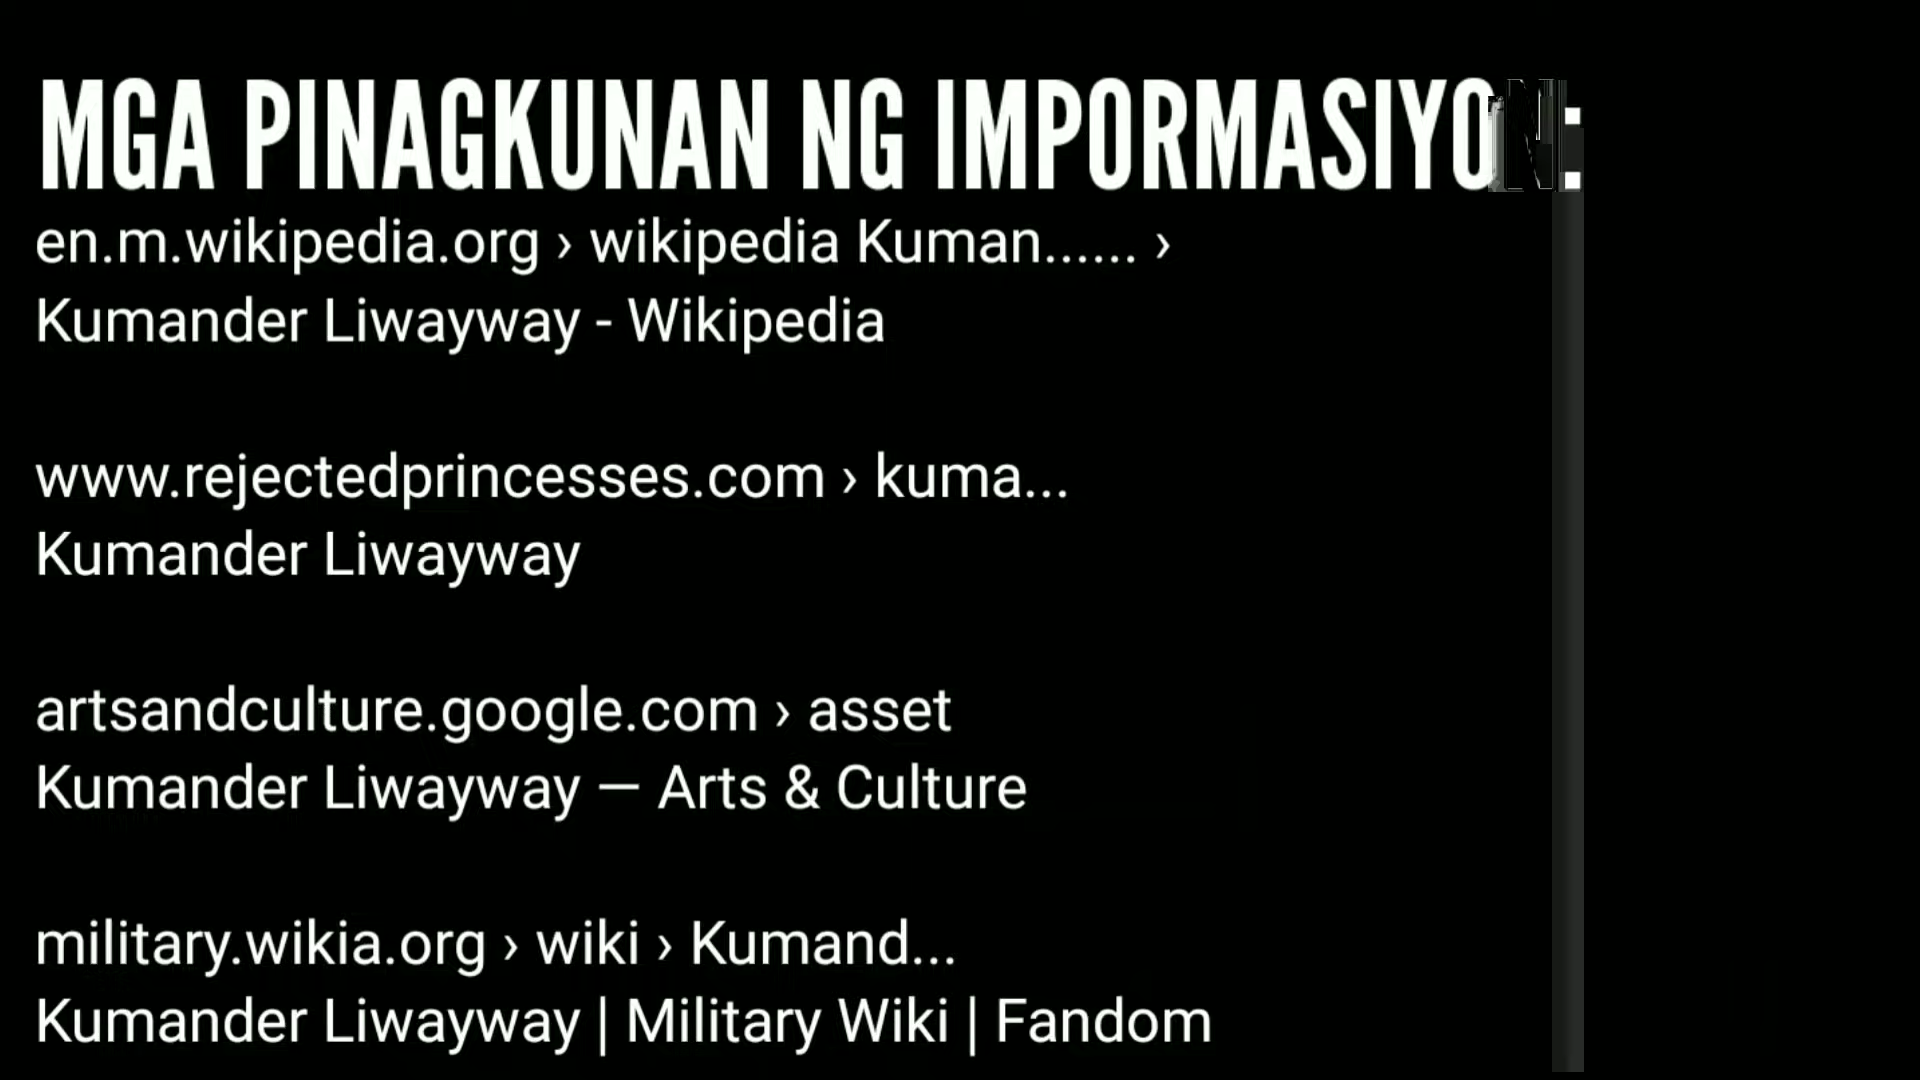 MGA PINAGKUNAN NG IMPORMASIYON:
en.m.wikipedia.org › wikipedia Kuman...... ›
Kumander Liwayway - Wikipedia
www.rejectedprincesses.com › kuma...
Kumander Liwayway
artsandculture.google.com › asset
Kumander Liwayway — Arts & Culture
military.wikia.org › wiki › Kumand...
Kumander Liwayway | Military Wiki | Fandom